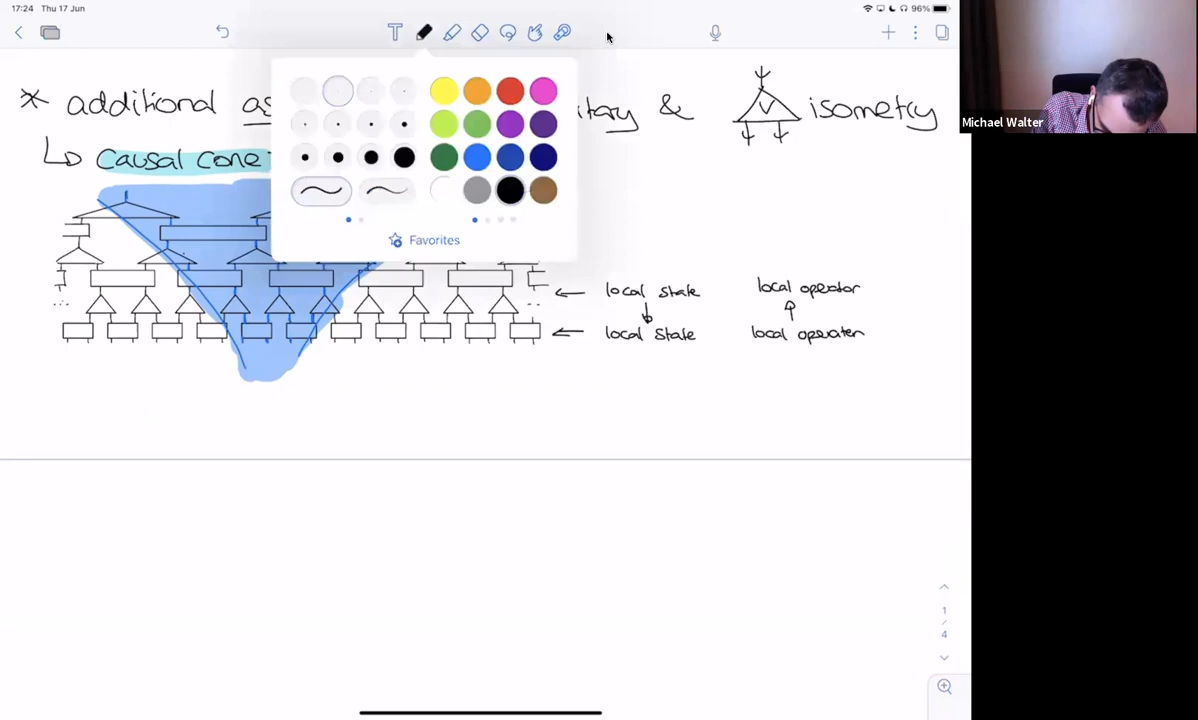 17:24 Thu 17 Jun
96%
* additional as itary & V isometry
Michael Walter
↳ causal cone
Favorites
← local state local operator
← local state local operator
1
/
4